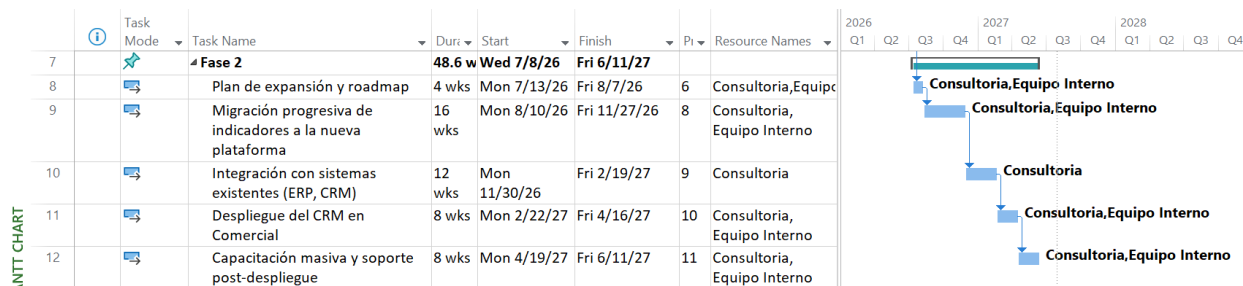 Task Mode Task Name Dura Start Finish Pr Resource Names
2026 2027 2028
Q1 Q2 Q3 Q4 Q1 Q2 Q3 Q4 Q1 Q2 Q3 Q4
7 Fase 2 48.6 w Wed 7/8/26 Fri 6/11/27
8 Plan de expansión y roadmap 4 wks Mon 7/13/26 Fri 8/7/26 6 Consultoria,Equipo
Consultoria,Equipo Interno
9 Migración progresiva de 16 Mon 8/10/26 Fri 11/27/26 8 Consultoria,
indicadores a la nueva wks Equipo Interno
plataforma
Consultoria,Equipo Interno
10 Integración con sistemas 12 Mon Fri 2/19/27 9 Consultoria
existentes (ERP, CRM) wks 11/30/26
Consultoria
11 Despliegue del CRM en 8 wks Mon 2/22/27 Fri 4/16/27 10 Consultoria,
Comercial Equipo Interno
Consultoria,Equipo Interno
12 Capacitación masiva y soporte 8 wks Mon 4/19/27 Fri 6/11/27 11 Consultoria,
post-despliegue Equipo Interno
Consultoria,Equipo Interno
ANTT CHART